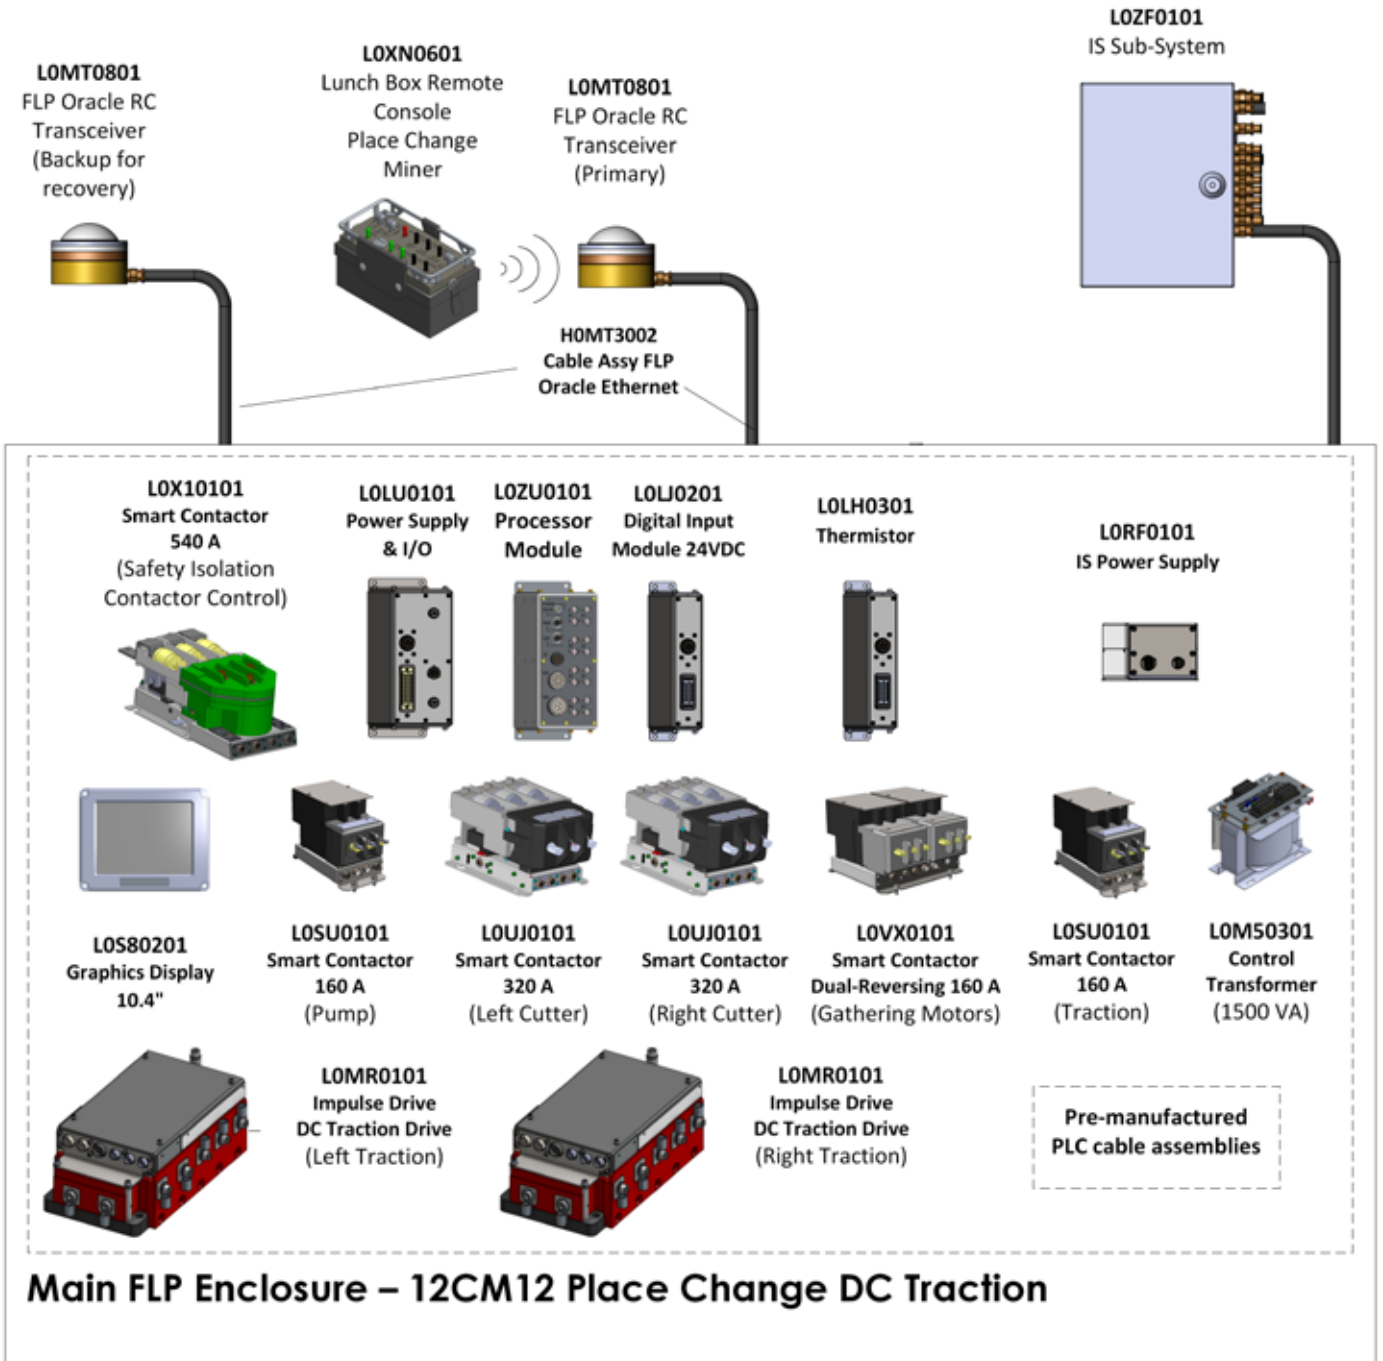 L0ZF0101
IS Sub-System
L0XN0601
Lunch Box Remote
Console
Place Change
Miner
L0MT0801
FLP Oracle RC
Transceiver
(Backup for
recovery)
L0MT0801
FLP Oracle RC
Transceiver
(Primary)
H0MT3002
Cable Assy FLP
Oracle Ethernet
L0X10101
Smart Contactor
540 A
(Safety Isolation
Contactor Control)
L0LU0101
Power Supply
& I/O
L0ZU0101
Processor
Module
L0LJ0201
Digital Input
Module 24VDC
L0LH0301
Thermistor
L0RF0101
IS Power Supply
L0S80201
Graphics Display
10.4"
L0SU0101
Smart Contactor
160 A
(Pump)
L0UJ0101
Smart Contactor
320 A
(Left Cutter)
L0UJ0101
Smart Contactor
320 A
(Right Cutter)
L0VX0101
Smart Contactor
Dual-Reversing 160 A
(Gathering Motors)
L0SU0101
Smart Contactor
160 A
(Traction)
L0M50301
Control
Transformer
(1500 VA)
L0MR0101
Impulse Drive
DC Traction Drive
(Left Traction)
L0MR0101
Impulse Drive
DC Traction Drive
(Right Traction)
Pre-manufactured
PLC cable assemblies
Main FLP Enclosure – 12CM12 Place Change DC Traction